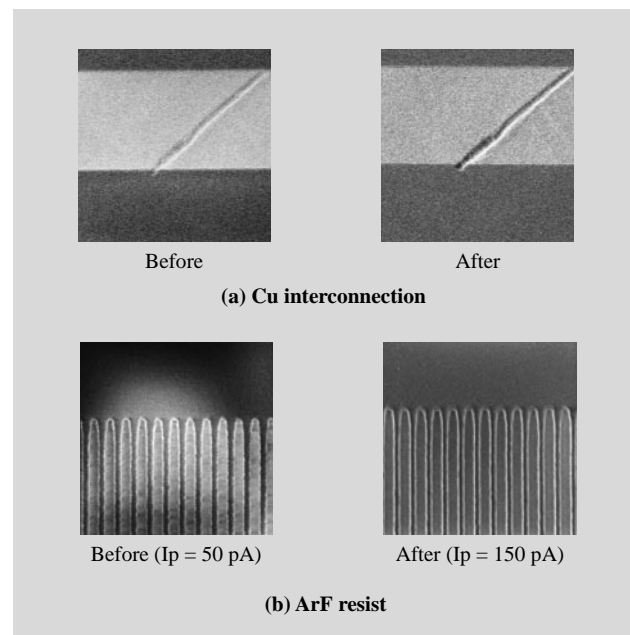 Before
After
(a) Cu interconnection
Before (Ip = 50 pA)
After (Ip = 150 pA)
(b) ArF resist